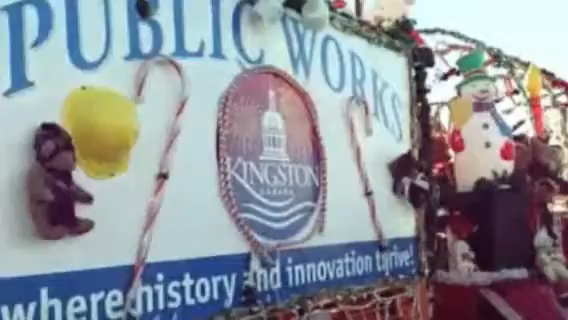 PUBLIC WORKS
KINGSTON
CANADA
where history and innovation thrive!